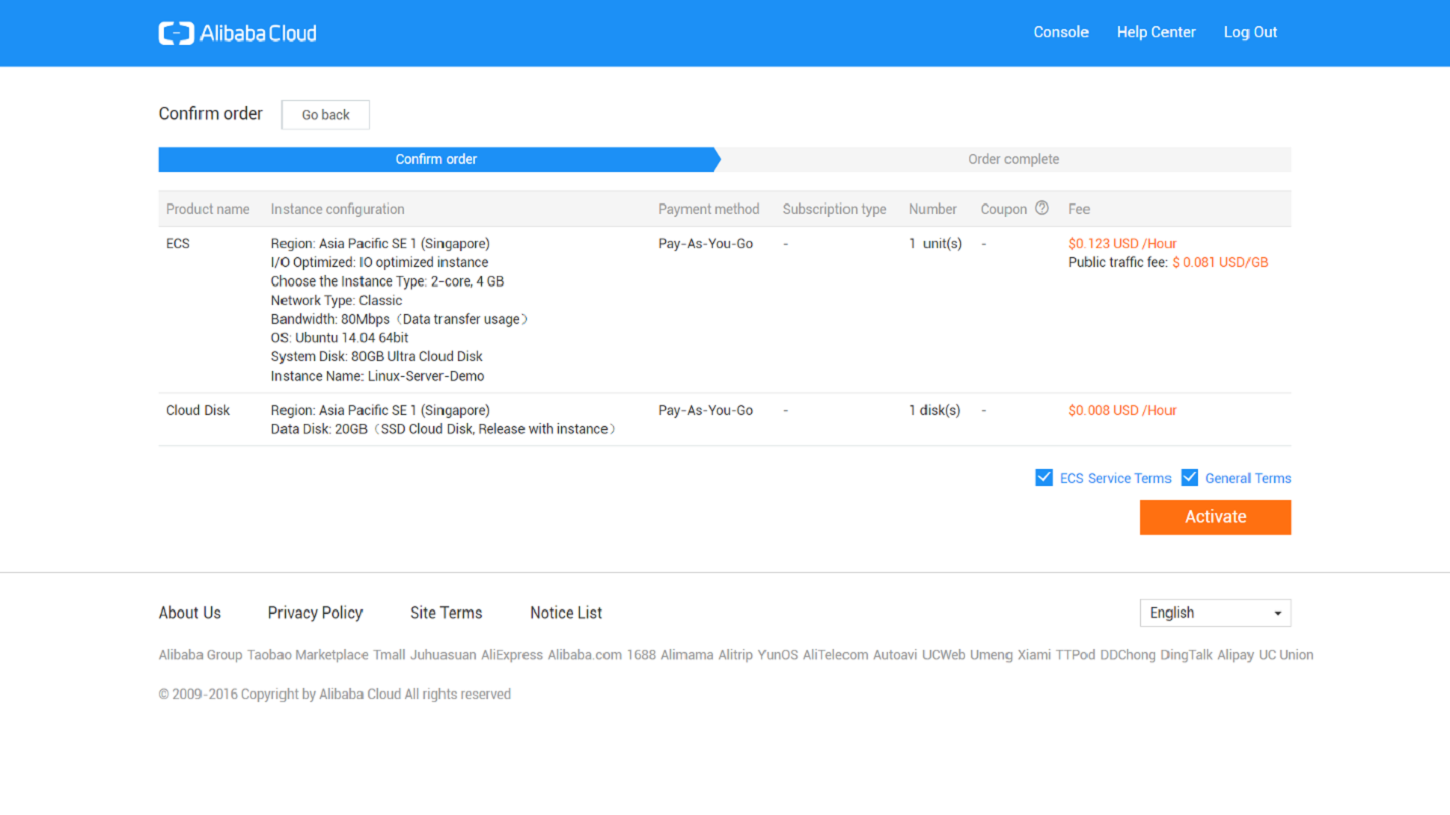 Alibaba Cloud
Console Help Center Log Out
Confirm order Go back
Confirm order Order complete
Product name Instance configuration Payment method Subscription type Number Coupon Fee
ECS Region: Asia Pacific SE 1 (Singapore) Pay-As-You-Go - 1 unit(s) - $0.123 USD /Hour
I/O Optimized: IO optimized instance Public traffic fee: $ 0.081 USD/GB
Choose the Instance Type: 2-core, 4 GB
Network Type: Classic
Bandwidth: 80Mbps（Data transfer usage）
OS: Ubuntu 14.04 64bit
System Disk: 80GB Ultra Cloud Disk
Instance Name: Linux-Server-Demo
Cloud Disk Region: Asia Pacific SE 1 (Singapore) Pay-As-You-Go - 1 disk(s) - $0.008 USD /Hour
Data Disk: 20GB（SSD Cloud Disk, Release with instance）
ECS Service Terms General Terms
Activate
About Us Privacy Policy Site Terms Notice List English
Alibaba Group Taobao Marketplace Tmall Juhuasuan AliExpress Alibaba.com 1688 Alimama Alitrip YunOS AliTelecom Autoavi UCWeb Umeng Xiami TTPod DDChong DingTalk Alipay UC Union
© 2009-2016 Copyright by Alibaba Cloud All rights reserved